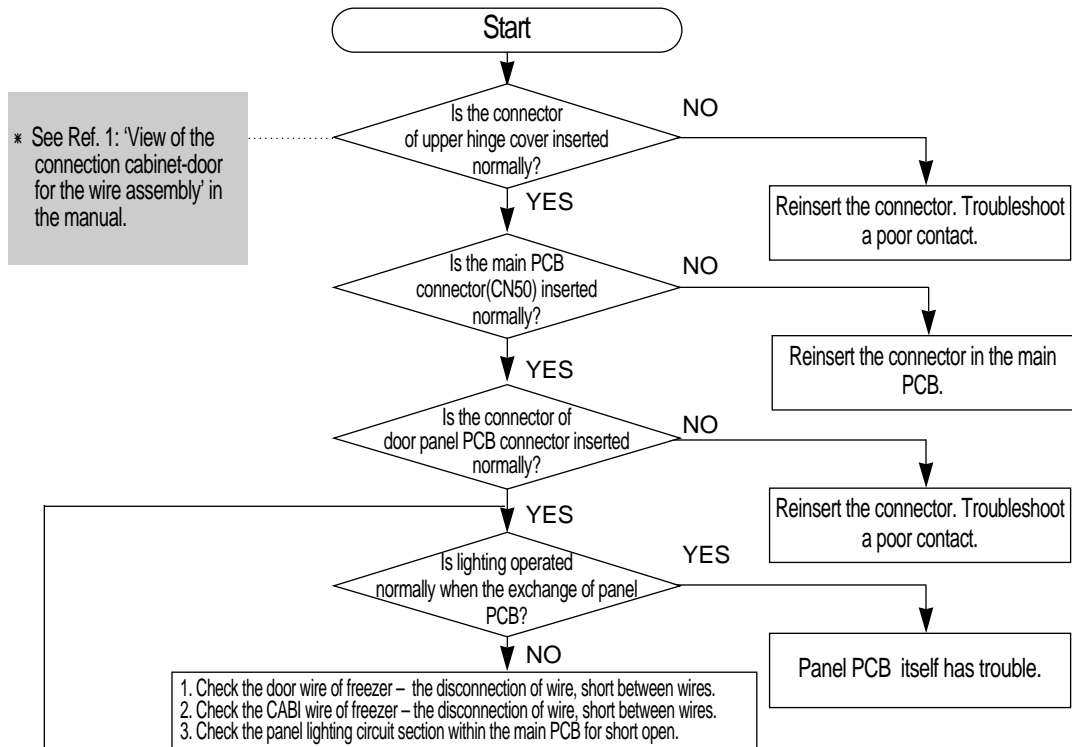 Start
Is the connector
of upper hinge cover inserted
normally?
NO
* See Ref. 1: ‘View of the
connection cabinet-door
for the wire assembly’ in
the manual.
YES
Reinsert the connector. Troubleshoot
a poor contact.
Is the main PCB
connector(CN50) inserted
normally?
NO
YES
Reinsert the connector in the main
PCB.
Is the connector of
door panel PCB connector inserted
normally?
NO
YES
Reinsert the connector. Troubleshoot
a poor contact.
Is lighting operated
normally when the exchange of panel
PCB?
YES
NO
Panel PCB itself has trouble.
1. Check the door wire of freezer – the disconnection of wire, short between wires.
2. Check the CABI wire of freezer – the disconnection of wire, short between wires.
3. Check the panel lighting circuit section within the main PCB for short open.